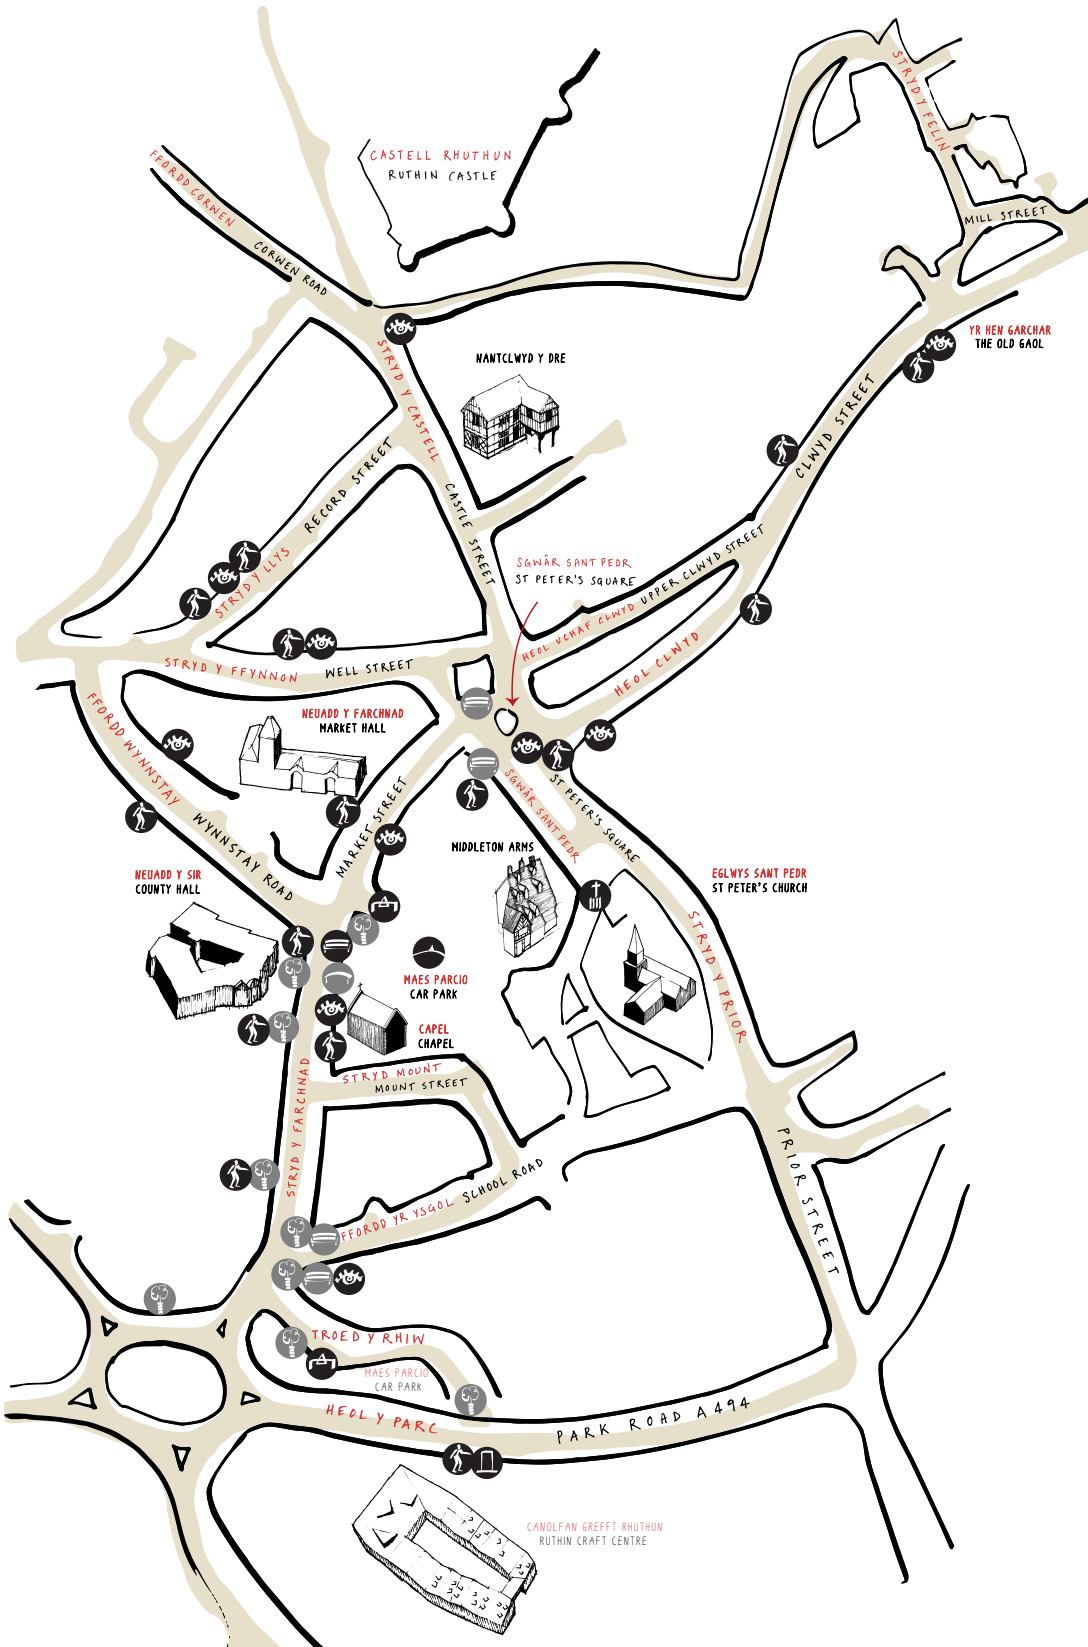 STRYD Y FELIN
MILL STREET
FFORDD CORWEN
CORWEN ROAD
CASTELL RHUTHUN
RUTHIN CASTLE
YR HEN GARCHAR
THE OLD GAOL
NANTCLWYD Y DRE
STRYD Y CASTELL
CASTLE STREET
CLWYD STREET
RECORD STREET
STRYD Y LLYS
SGWÂR SANT PEDR
ST PETER'S SQUARE
HEOL UCHAF CLWYD
UPPER CLWYD STREET
HEOL CLWYD
STRYD Y FFYNNON
WELL STREET
FFORDD WYNNSTAY
WYNNSTAY ROAD
NEUADD Y FARCHNAD
MARKET HALL
MARKET STREET
SGWÂR SANT PEDR
ST PETER'S SQUARE
MIDDLETON ARMS
NEUADD Y SIR
COUNTY HALL
EGLWYS SANT PEDR
ST PETER'S CHURCH
STRYD Y PRIOR
PRIOR STREET
MAES PARCIO
CAR PARK
CAPEL
CHAPEL
STRYD MOUNT
MOUNT STREET
STRYD Y FARCHNAD
FFORDD YR YSGOL
SCHOOL ROAD
TROED Y RHIW
MAES PARCIO
CAR PARK
HEOL Y PARC
PARK ROAD A494
CANOLFAN GREFFT RHUTHUN
RUTHIN CRAFT CENTRE